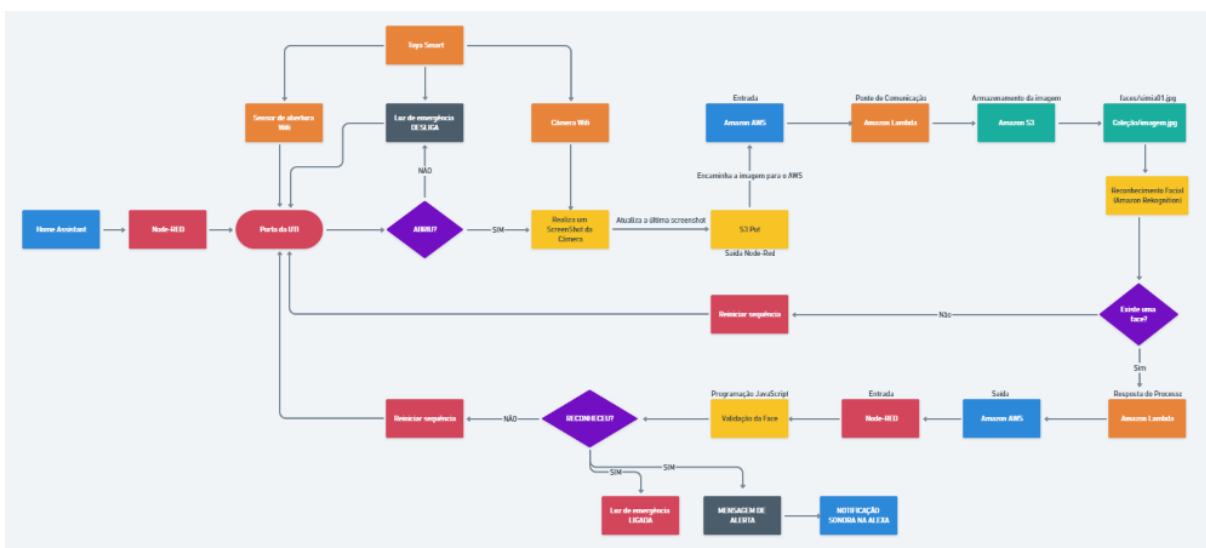 Tuya Smart
Sensor de abertura
Wifi
Luz de emergência
DESLIGA
Câmera Wifi
Entrada
Amazon AWS
Ponte de Comunicação
Amazon Lambda
Armazenamento da imagem
Amazon S3
faces/simia01.jpg
Coleção/imagem.jpg
NÃO
Encaminha a imagem para o AWS
Reconhecimento Facial
(Amazon Rekognition)
Home Assistant
Node-RED
Porta da UTI
ABRIU?
SIM
Realiza um
ScreenShot da
Câmera
Atualiza a última screenshot
S3 Put
Saída Node-Red
Reiniciar sequência
Não
Existe uma
face?
Sim
Reiniciar sequência
NÃO
RECONHECEU?
Programação JavaScript
Validação da Face
Entrada
Node-RED
Saída
Amazon AWS
Resposta do Processo
Amazon Lambda
SIM
SIM
Luz de emergência
LIGADA
MENSAGEM DE
ALERTA
NOTIFICAÇÃO
SONORA NA ALEXA